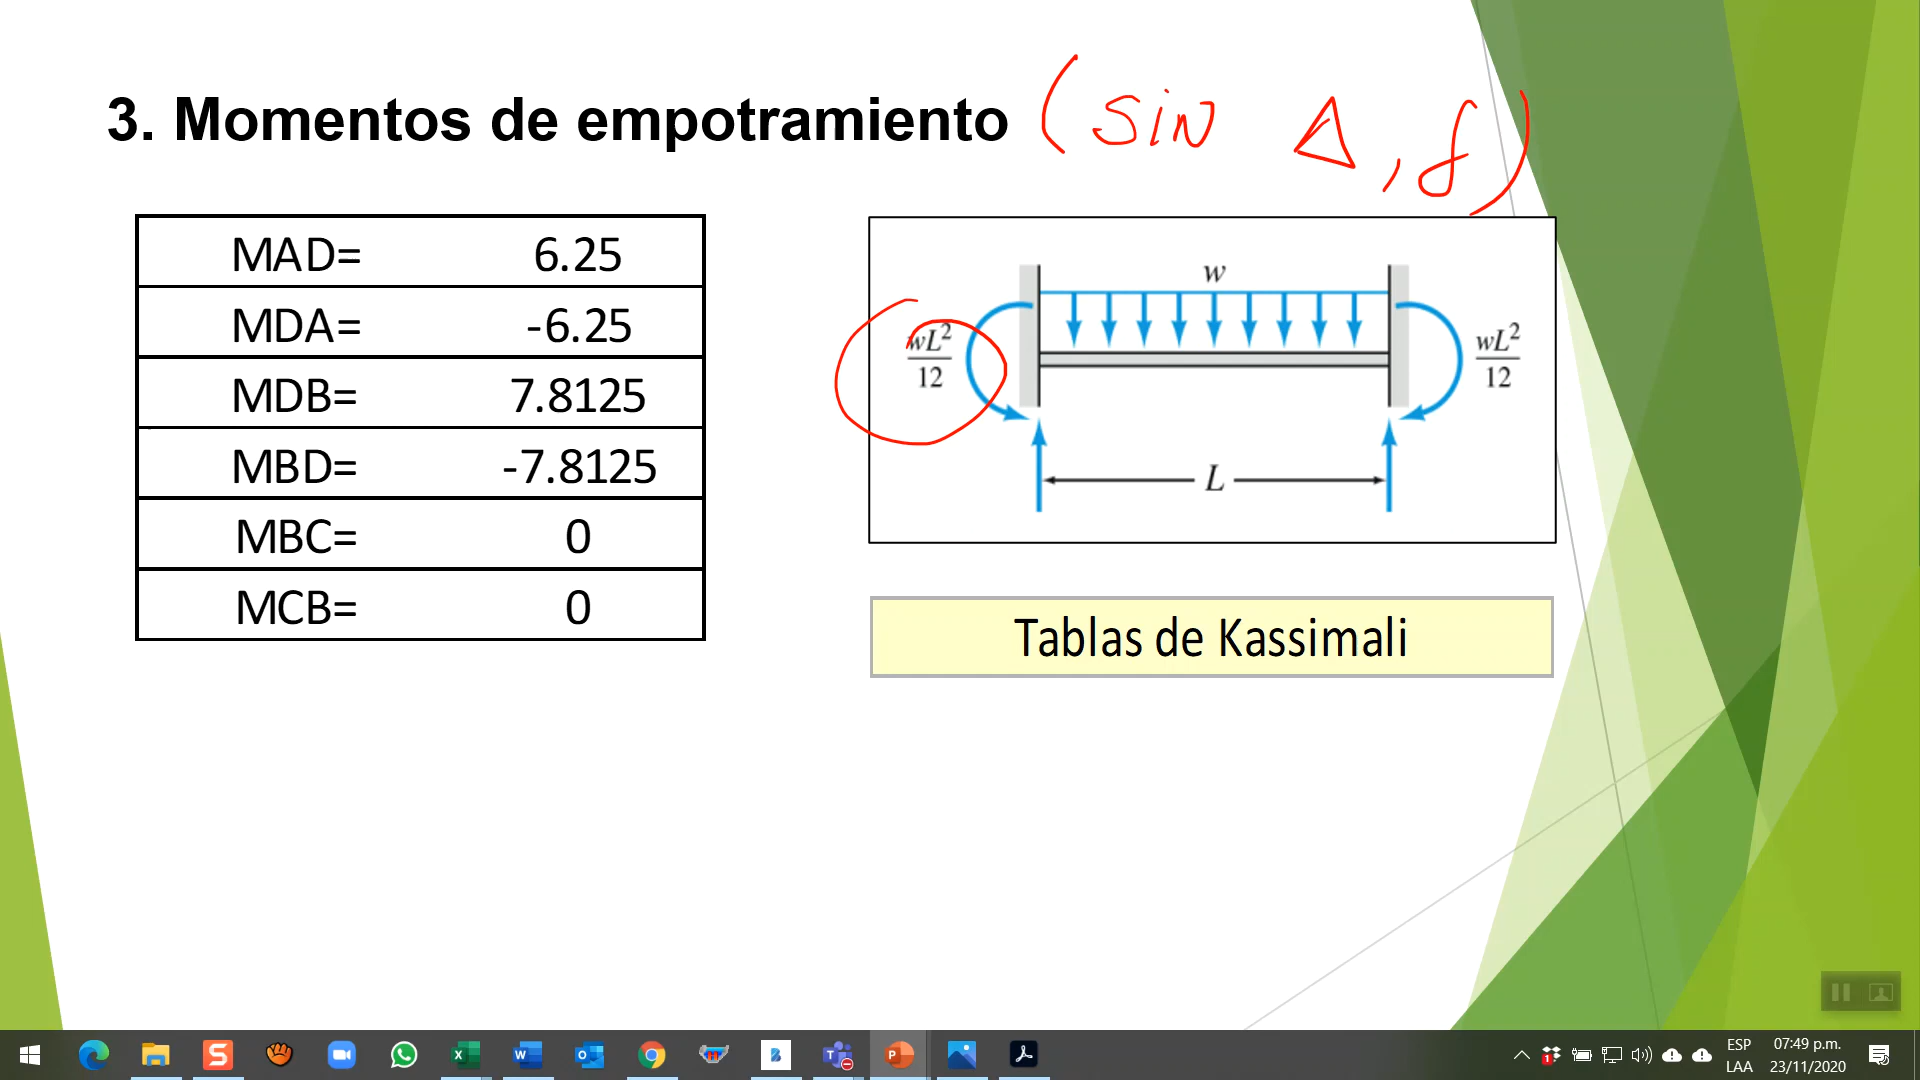 3. Momentos de empotramiento (sin Δ, f)
MAD= 6.25
MDA= -6.25
MDB= 7.8125
MBD= -7.8125
MBC= 0
MCB= 0
w
wL²
12
wL²
12
L
Tablas de Kassimali
ESP
LAA
07:49 p.m.
23/11/2020